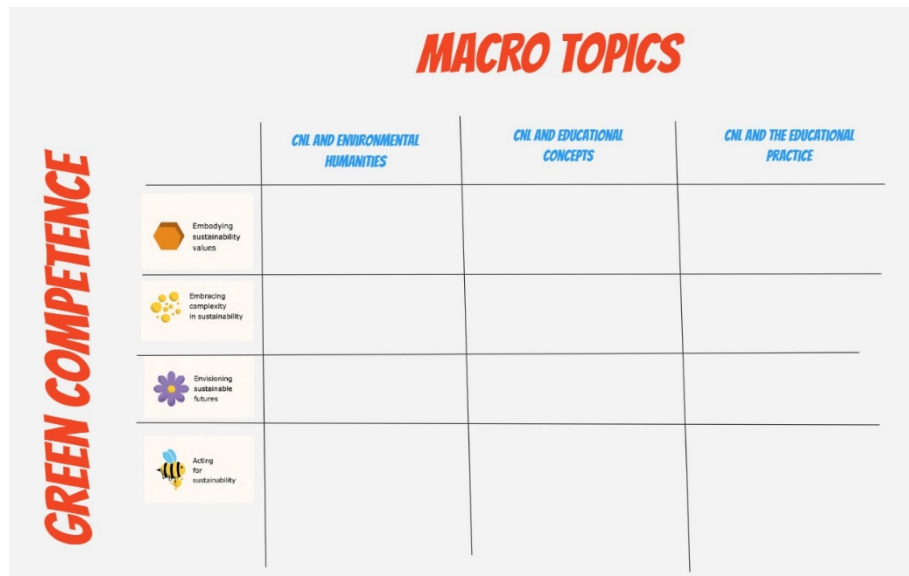 MACRO TOPICS
CNL AND ENVIRONMENTAL
HUMANITIES
CNL AND EDUCATIONAL
CONCEPTS
CNL AND THE EDUCATIONAL
PRACTICE
GREEN COMPETENCE
Embodying
sustainability
values
Embracing
complexity
in sustainability
Envisioning
sustainable
futures
Acting
for
sustainability